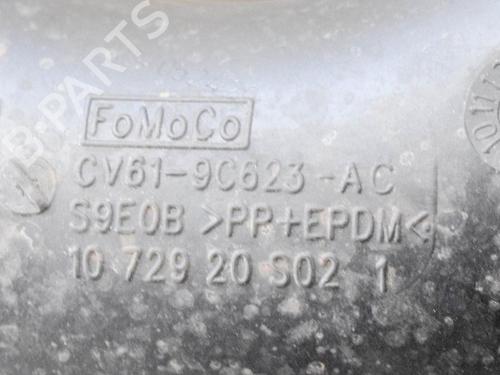 B-PARTS
FoMoCo
CV61-9C623-AC
S9E0B >PP+EPDM<
10 729 20 S02 1